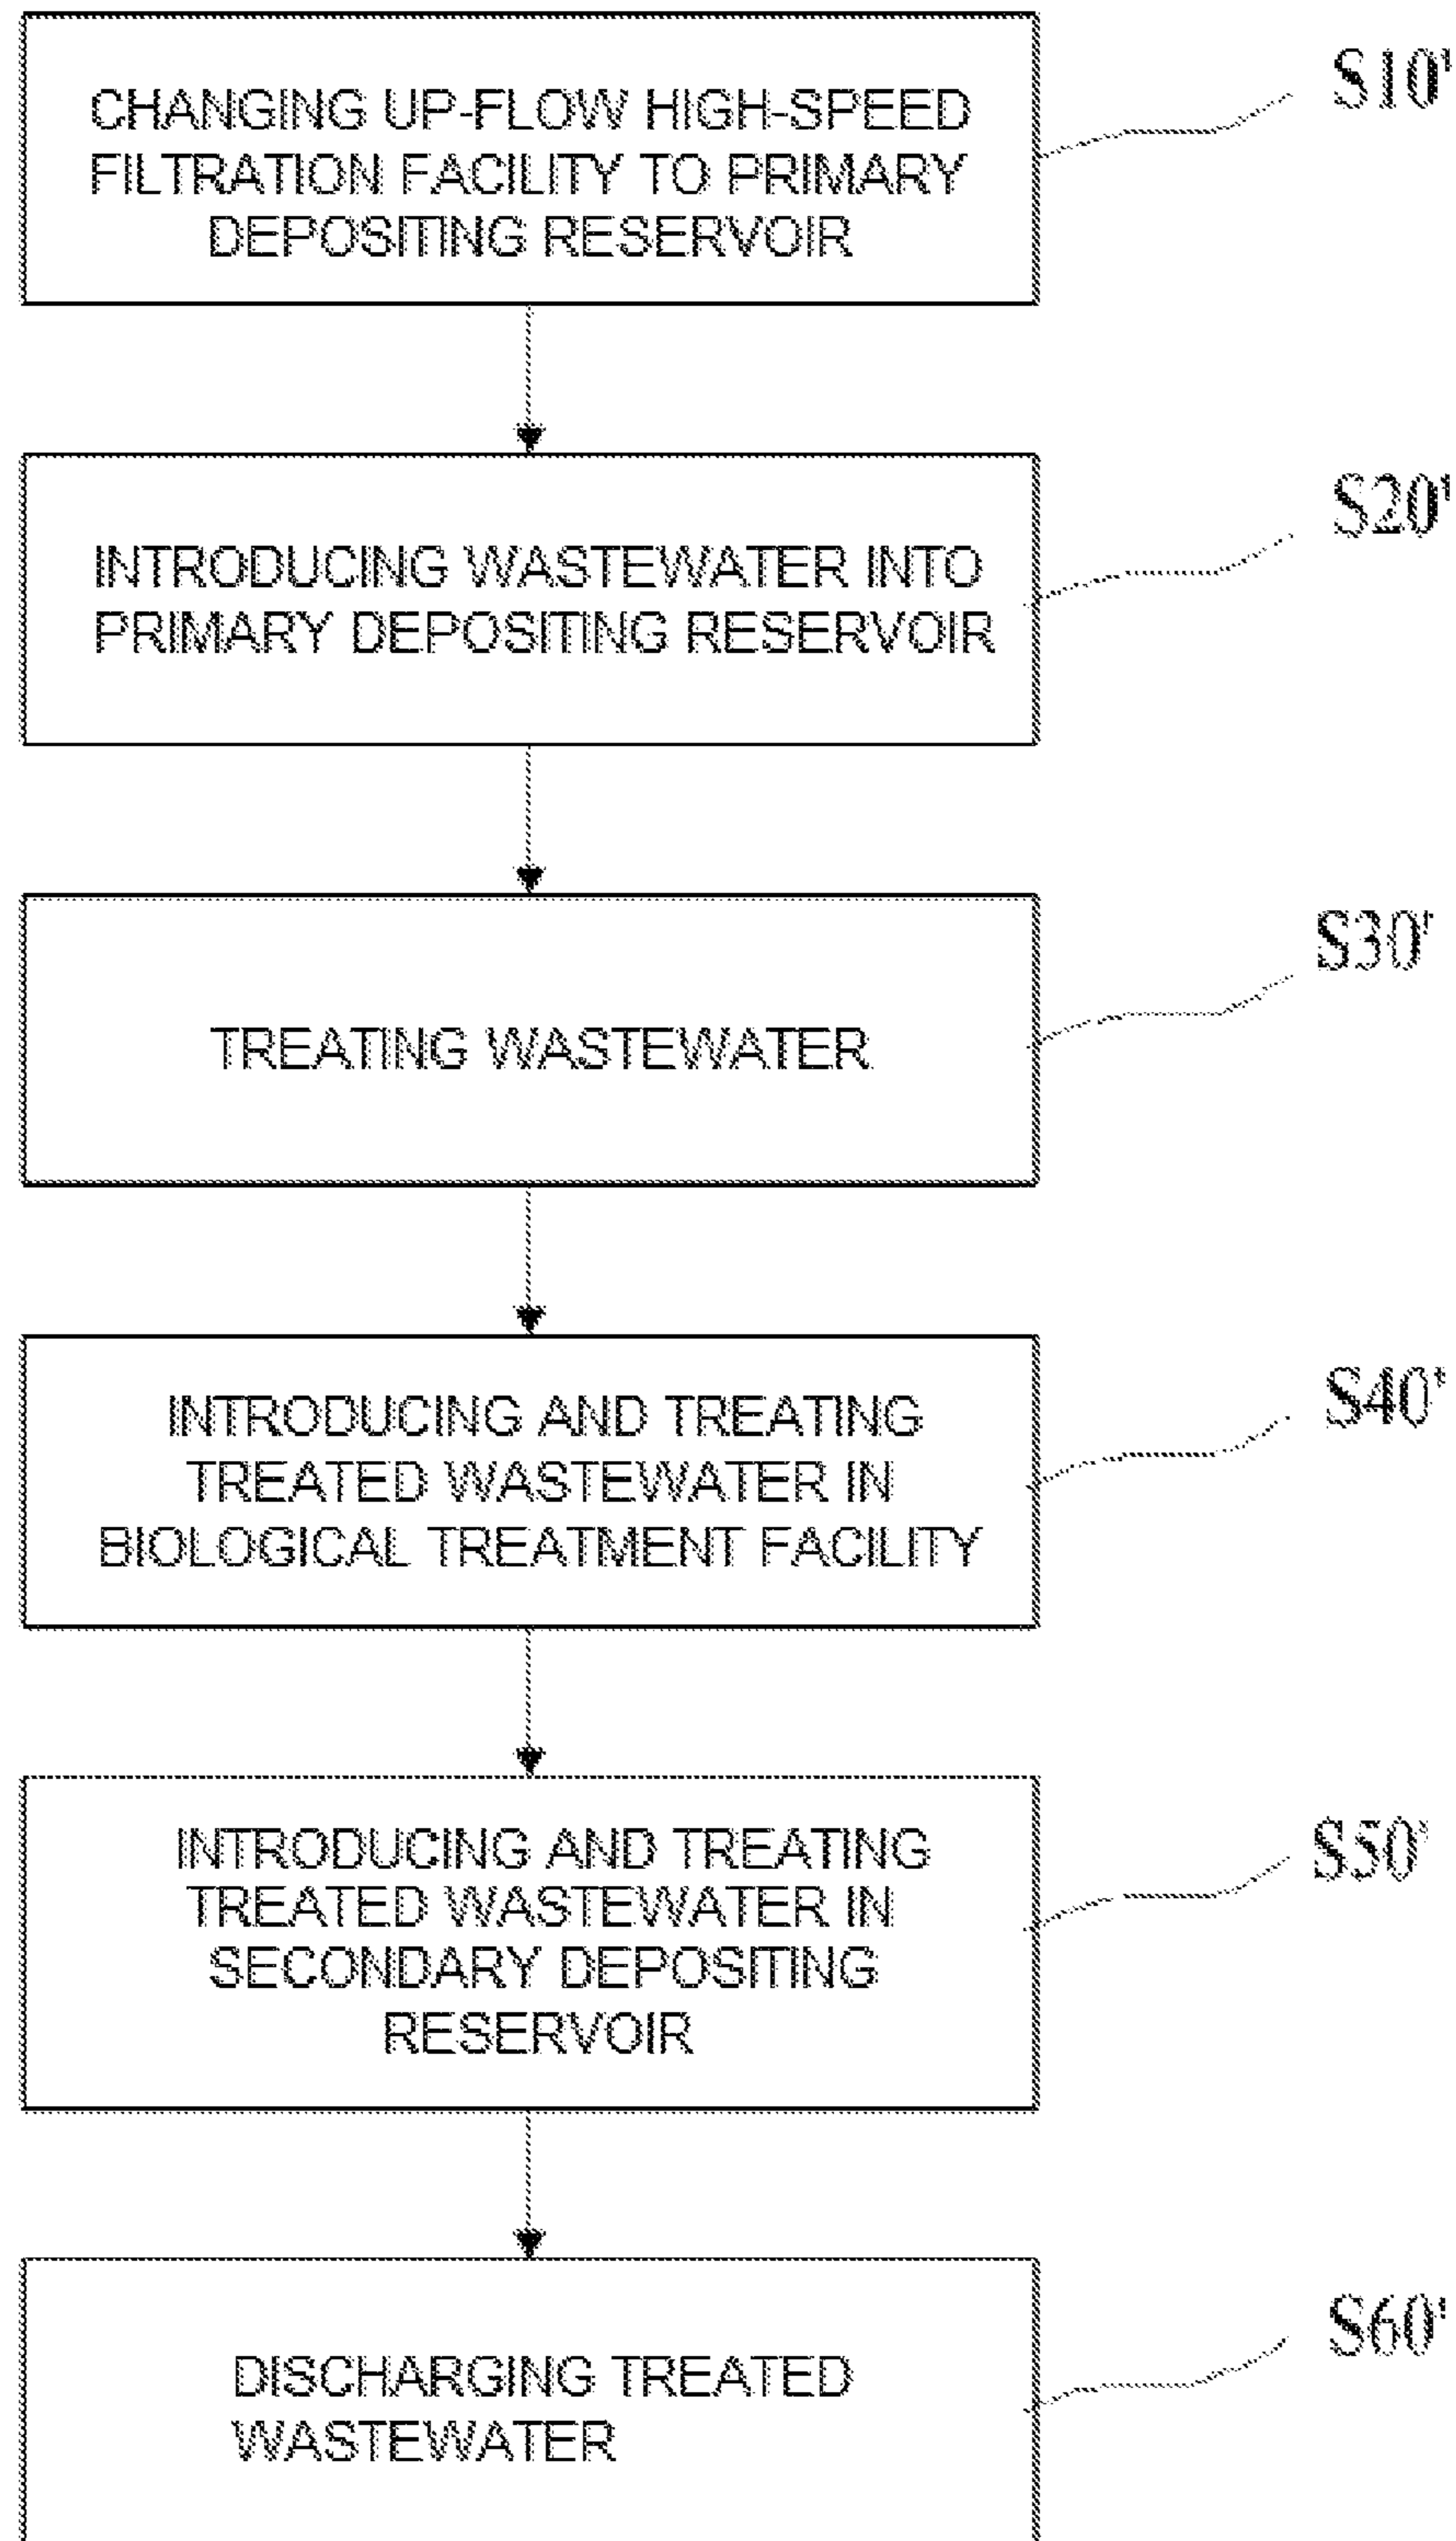 CHANGING UP-FLOW HIGH-SPEED
FILTRATION FACILITY TO PRIMARY
DEPOSITING RESERVOIR
S10'
INTRODUCING WASTEWATER INTO
PRIMARY DEPOSITING RESERVOIR
S20'
TREATING WASTEWATER
S30'
INTRODUCING AND TREATING
TREATED WASTEWATER IN
BIOLOGICAL TREATMENT FACILITY
S40'
INTRODUCING AND TREATING
TREATED WASTEWATER IN
SECONDARY DEPOSITING
RESERVOIR
S50'
DISCHARGING TREATED
WASTEWATER
S60'